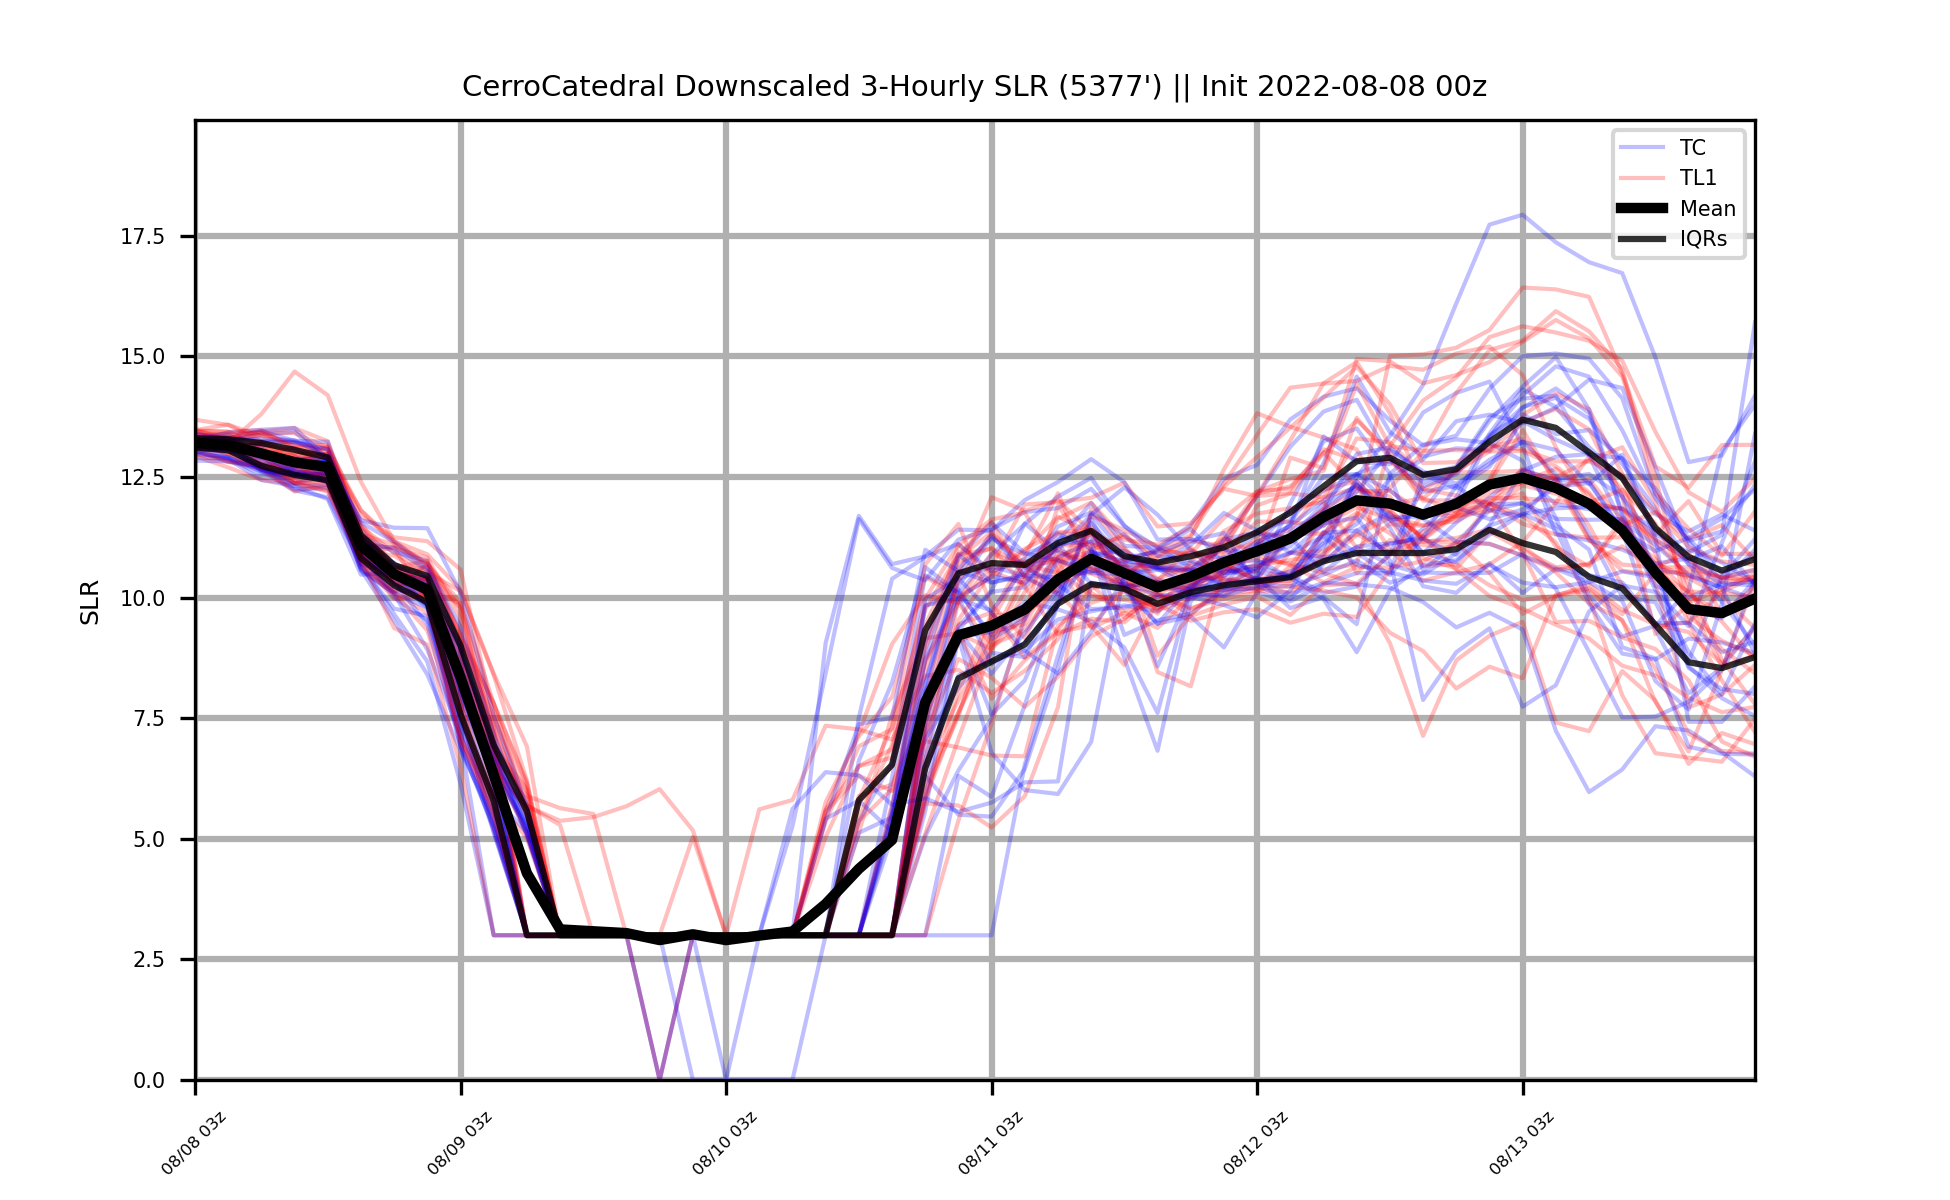 CerroCatedral Downscaled 3-Hourly SLR (5377') || Init 2022-08-08 00z
TC
TL1
Mean
IQRs
17.5
15.0
12.5
10.0
7.5
5.0
2.5
0.0
SLR
08/08 03z
08/09 03z
08/10 03z
08/11 03z
08/12 03z
08/13 03z